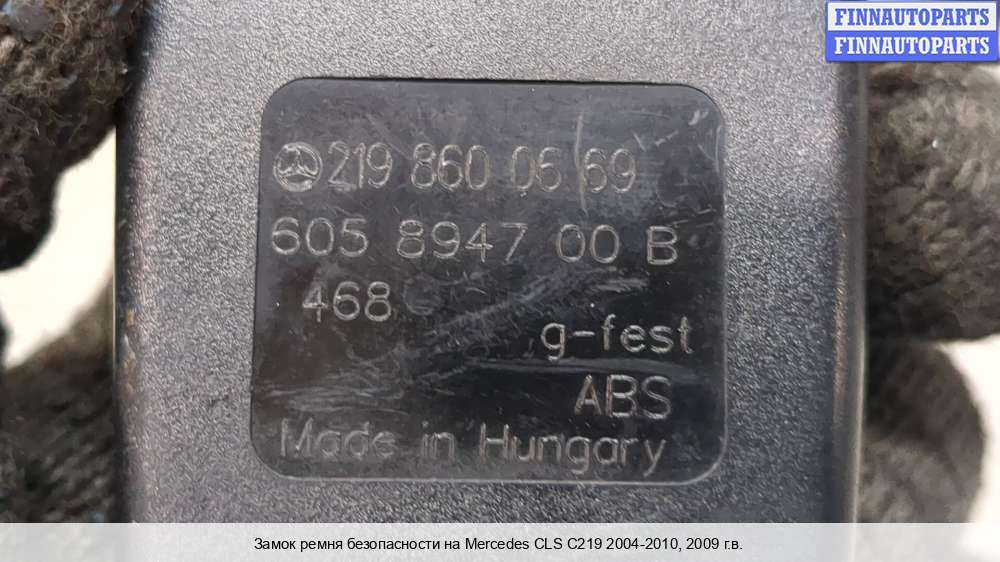 FINNAUTOPARTS
FINNAUTOPARTS
219 860 06 69
605 8947 00 B
468
g-fest
ABS
Made in Hungary
Замок ремня безопасности на Mercedes CLS C219 2004-2010, 2009 г.в.